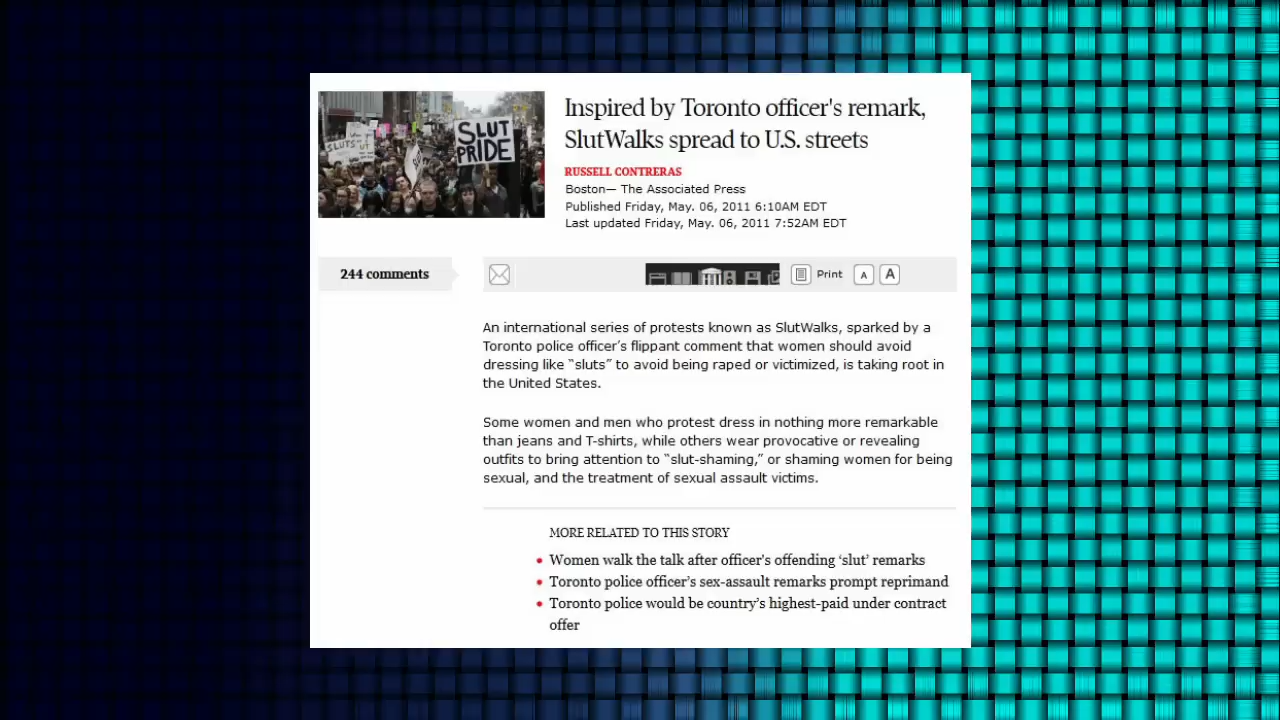 SLUT
PRIDE
SLUTS
UT
Inspired by Toronto officer's remark,
SlutWalks spread to U.S. streets
RUSSELL CONTRERAS
Boston— The Associated Press
Published Friday, May. 06, 2011 6:10AM EDT
Last updated Friday, May. 06, 2011 7:52AM EDT
244 comments
Print
A
A
An international series of protests known as SlutWalks, sparked by a
Toronto police officer’s flippant comment that women should avoid
dressing like “sluts” to avoid being raped or victimized, is taking root in
the United States.
Some women and men who protest dress in nothing more remarkable
than jeans and T-shirts, while others wear provocative or revealing
outfits to bring attention to “slut-shaming,” or shaming women for being
sexual, and the treatment of sexual assault victims.
MORE RELATED TO THIS STORY
• Women walk the talk after officer's offending ‘slut’ remarks
• Toronto police officer’s sex-assault remarks prompt reprimand
• Toronto police would be country’s highest-paid under contract
offer